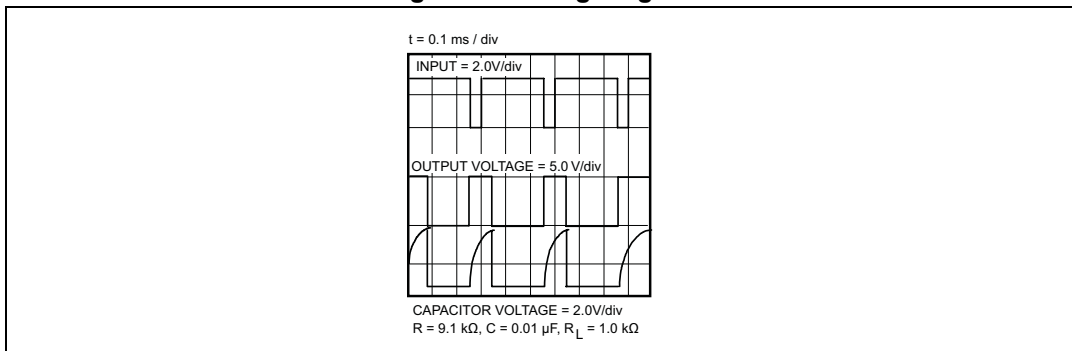 t = 0.1 ms / div
INPUT = 2.0V/div
OUTPUT VOLTAGE = 5.0 V/div
CAPACITOR VOLTAGE = 2.0V/div
R = 9.1 kΩ, C = 0.01 µF, RL = 1.0 kΩ